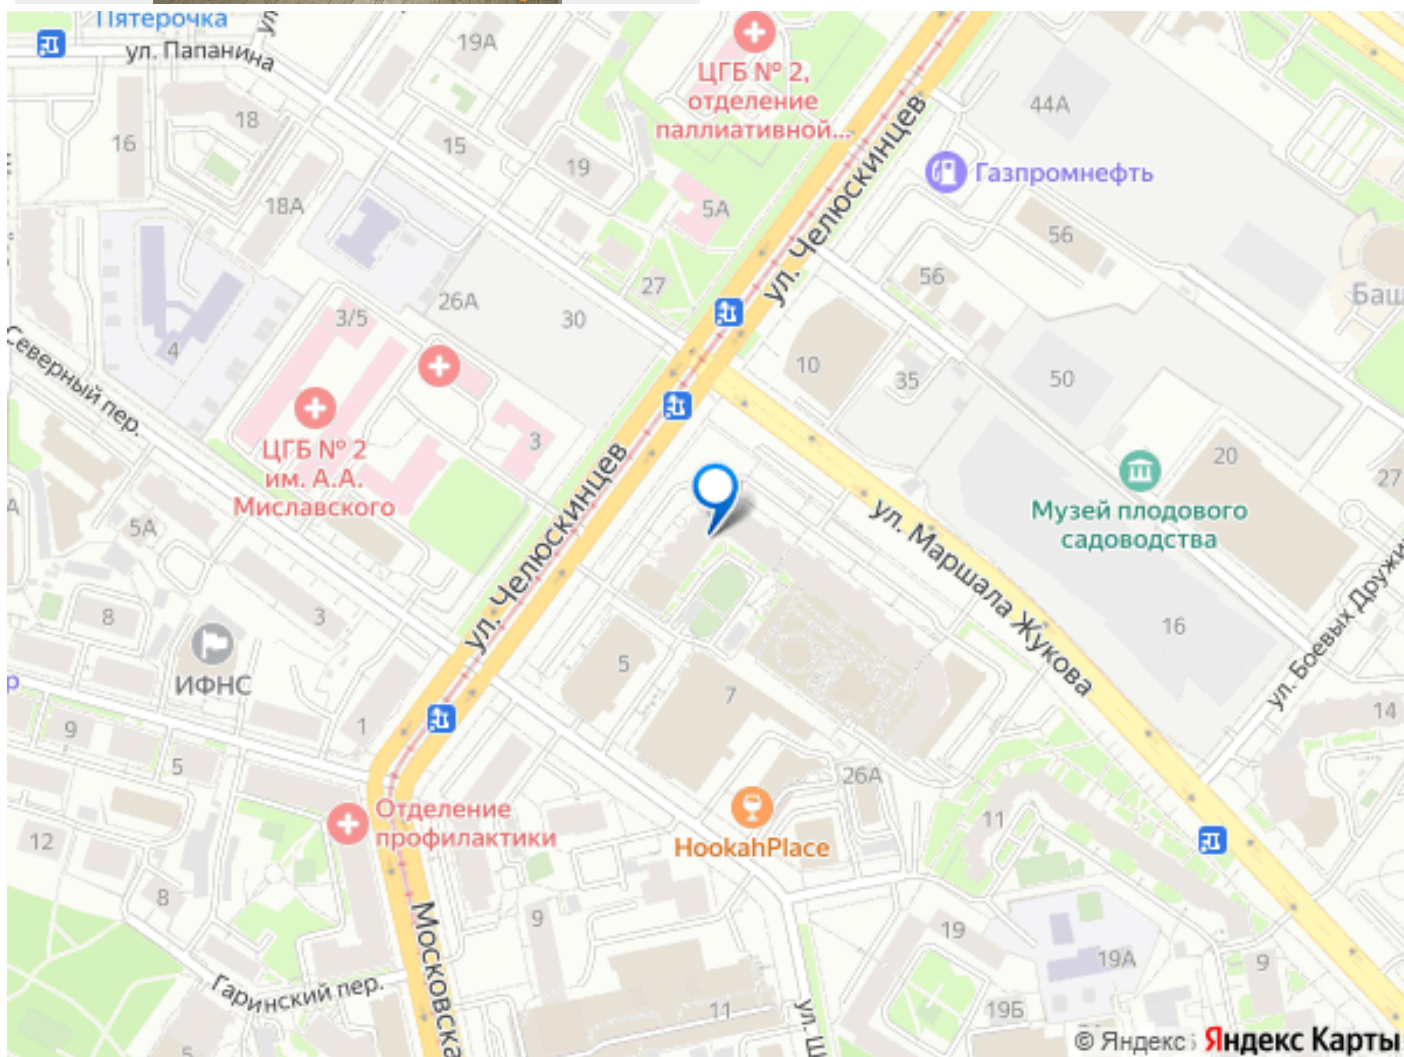 Пятерочка
ул. Папанина
19А
ЦГБ № 2,
отделение
паллиативной...
44А
16
18
15
19
Газпромнефть
18А
5А
ул. Челюскинцев
56
56
27
26А
30
3/5
4
Баш
Северный пер.
10
35
50
ЦГБ № 2
им. А.А.
Миславского
3
20
27
Музей плодового
садоводства
5А
ул. Челюскинцев
ул. Маршала Жукова
8
3
16
ул. Боевых Дружи
ИФНС
5
7
14
9
1
5
26А
Отделение
профилактики
HookahPlace
11
12
8
9
19
19А
9
Московска
Гаринский пер.
11
ул. Ш
19Б
5
© Яндекс
Яндекс Карты